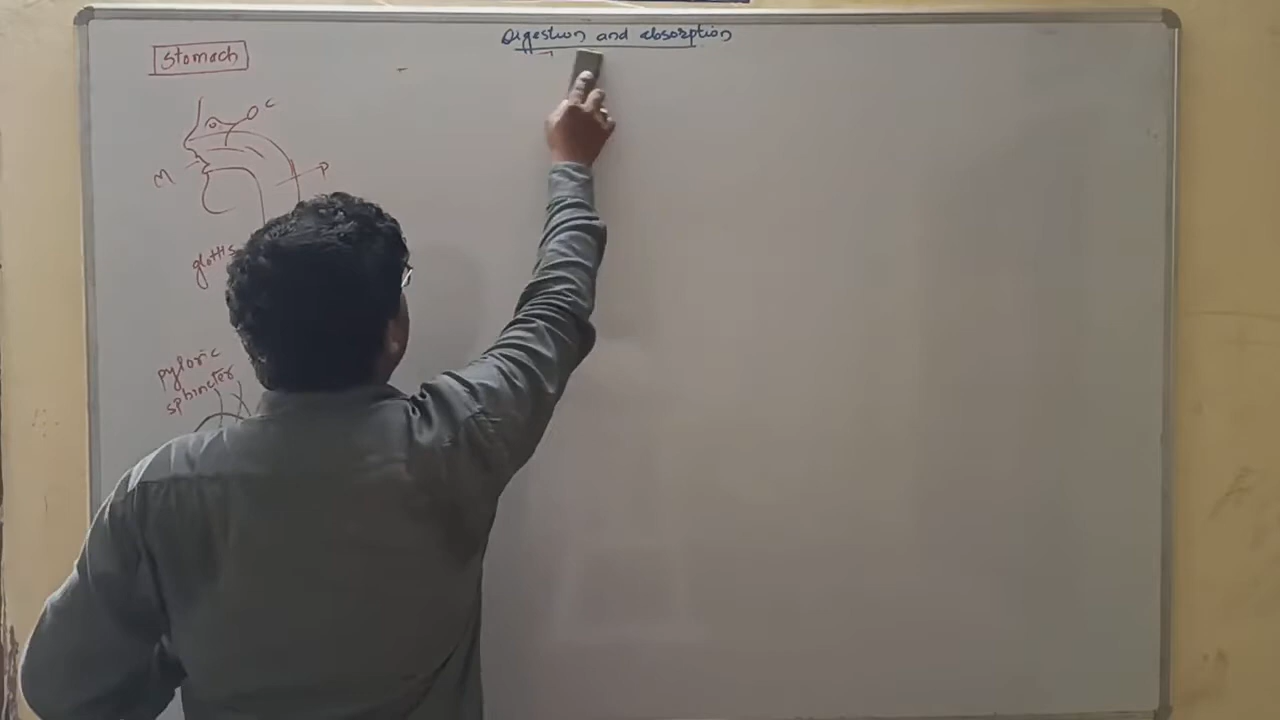 Digestion and absorption
Stomach
C
M
P
glottis
pyloric
sphincter